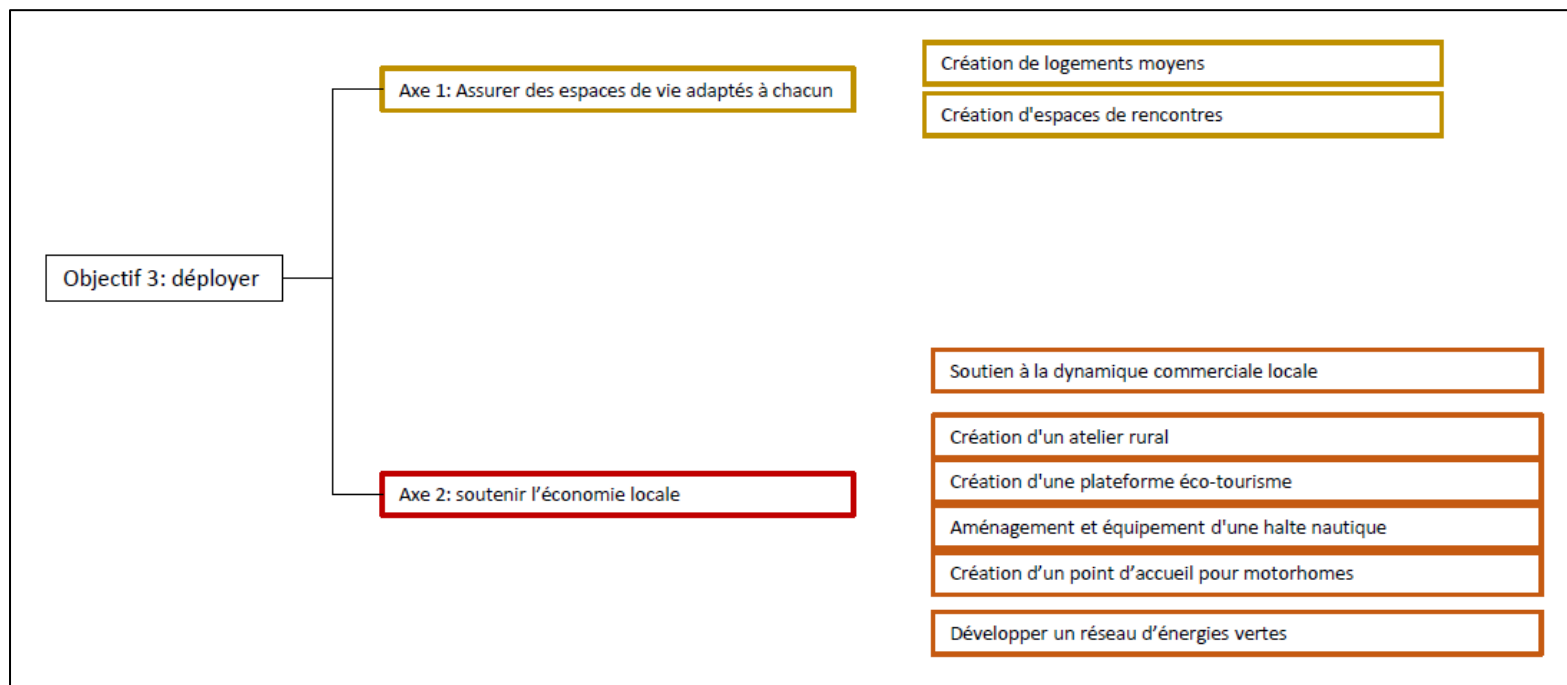 Création de logements moyens
Axe 1: Assurer des espaces de vie adaptés à chacun
Création d'espaces de rencontres
Objectif 3: déployer
Soutien à la dynamique commerciale locale
Création d'un atelier rural
Création d'une plateforme éco-tourisme
Axe 2: soutenir l’économie locale
Aménagement et équipement d'une halte nautique
Création d’un point d’accueil pour motorhomes
Développer un réseau d’énergies vertes